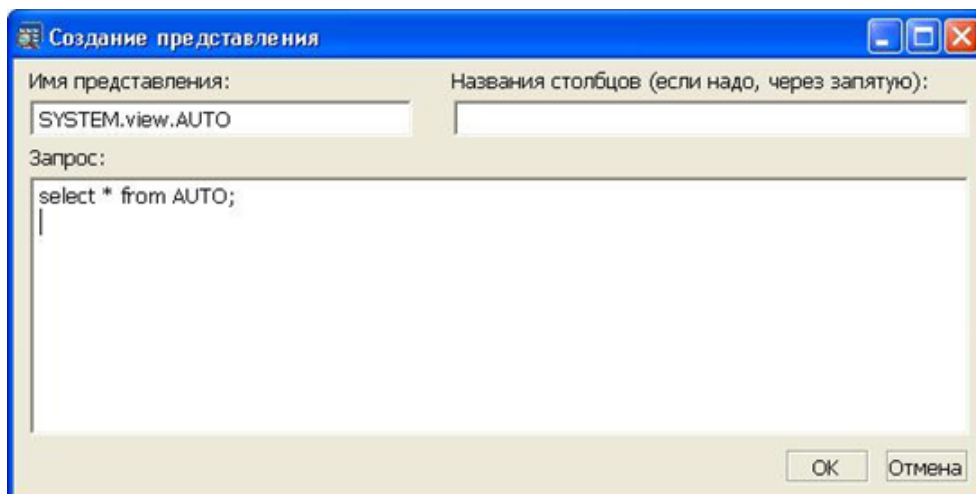 Создание представления
Имя представления: Названия столбцов (если надо, через запятую):
SYSTEM.view.AUTO
Запрос:
select * from AUTO;
OK Отмена